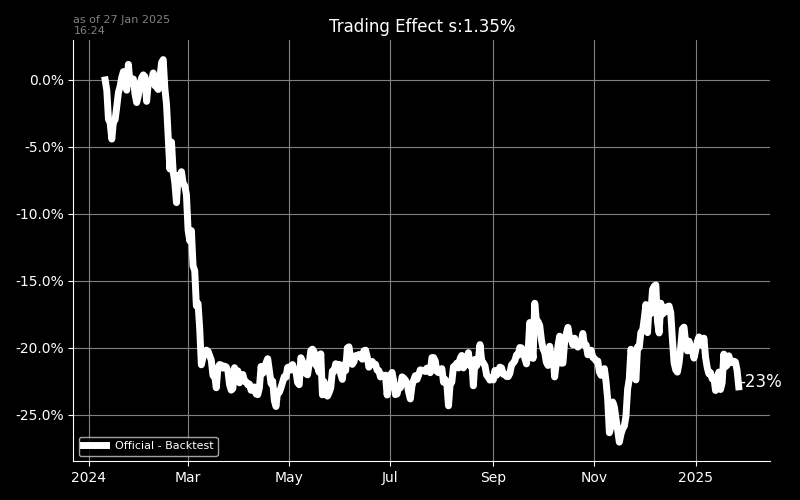 as of 27 Jan 2025
16:24
Trading Effect s:1.35%
0.0%
-5.0%
-10.0%
-15.0%
-20.0%
-25.0%
-23%
Official - Backtest
2024 Mar May Jul Sep Nov 2025